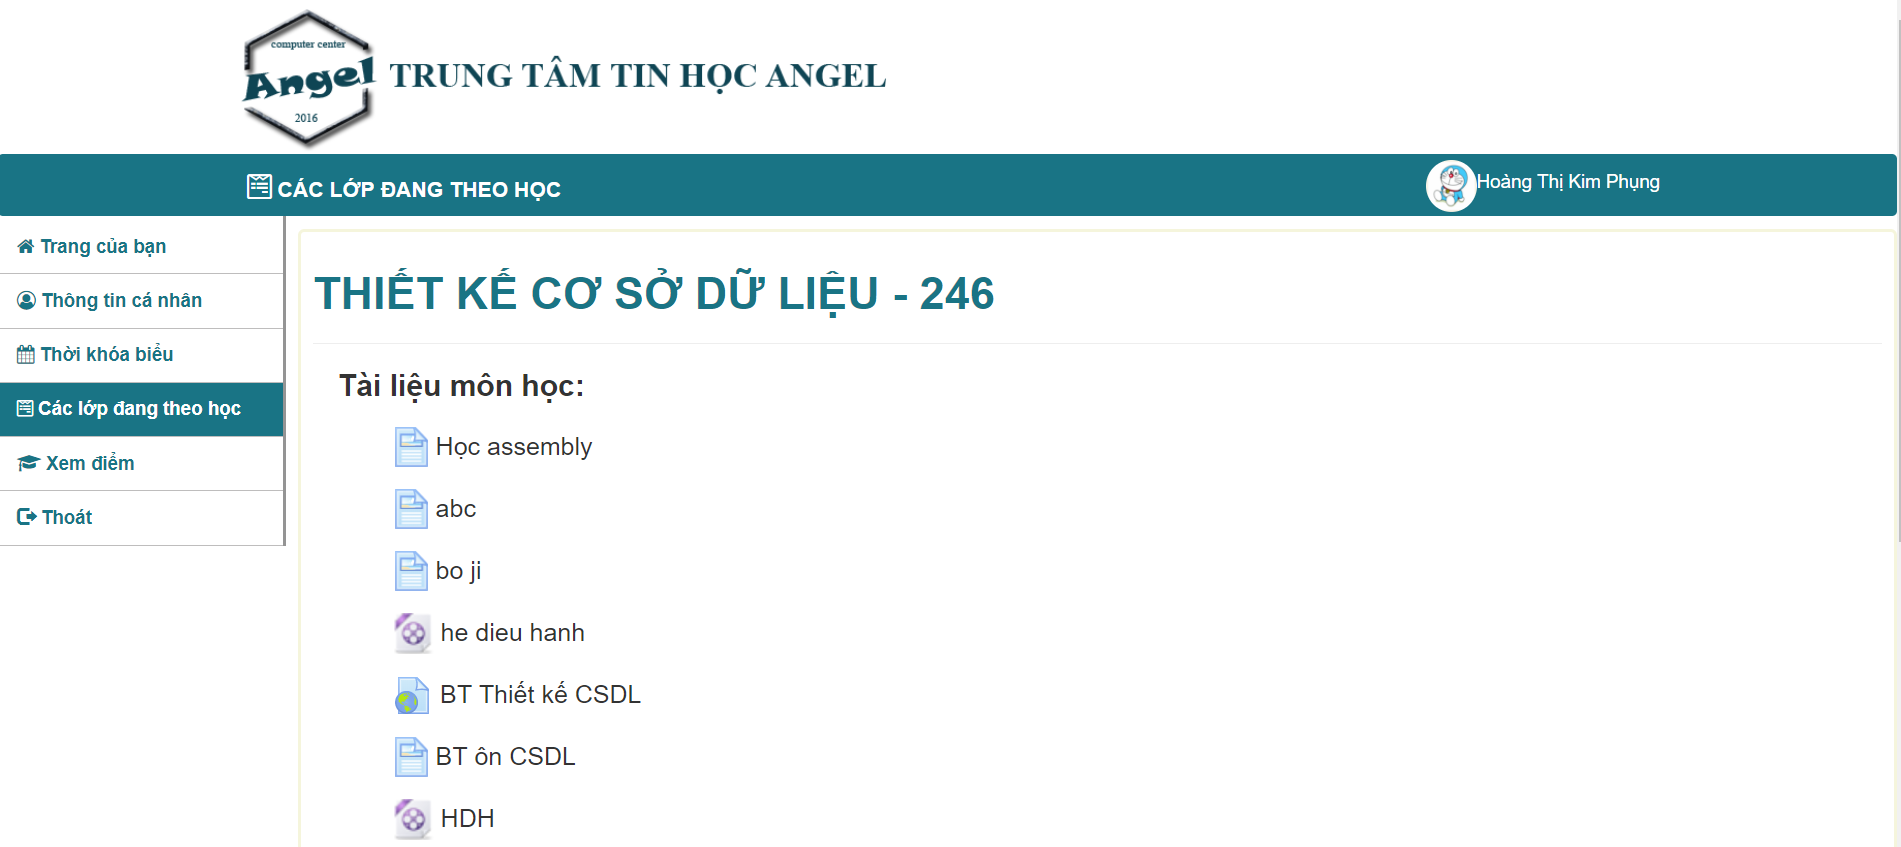 computer center
Angel
2016
TRUNG TÂM TIN HỌC ANGEL
CÁC LỚP ĐANG THEO HỌC
Hoàng Thị Kim Phụng
Trang của bạn
Thông tin cá nhân
Thời khóa biểu
Các lớp đang theo học
Xem điểm
Thoát
THIẾT KẾ CƠ SỞ DỮ LIỆU - 246
Tài liệu môn học:
Học assembly
abc
bo ji
he dieu hanh
BT Thiết kế CSDL
BT ôn CSDL
HDH